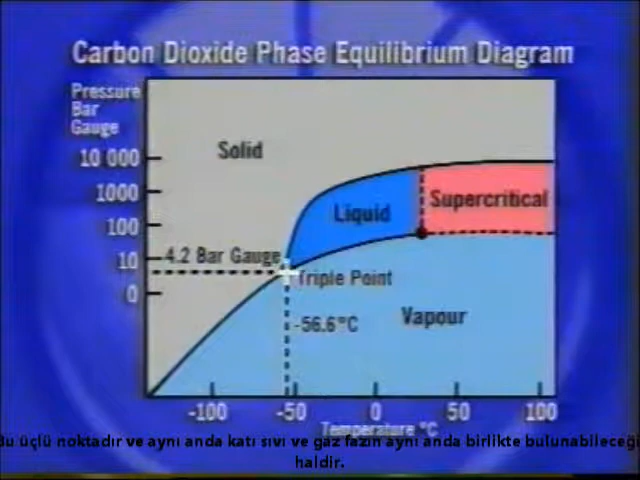 Carbon Dioxide Phase Equilibrium Diagram
Pressure
Bar
Gauge
10 000
1000
100
10
0
Solid
Liquid
Supercritical
4.2 Bar Gauge
Triple Point
-56.6°C
Vapour
-100
-50
0
50
100
Temperature °C
Bu üçlü noktadır ve aynı anda katı sıvı ve gaz fazın aynı anda birlikte bulunabileceği
haldir.